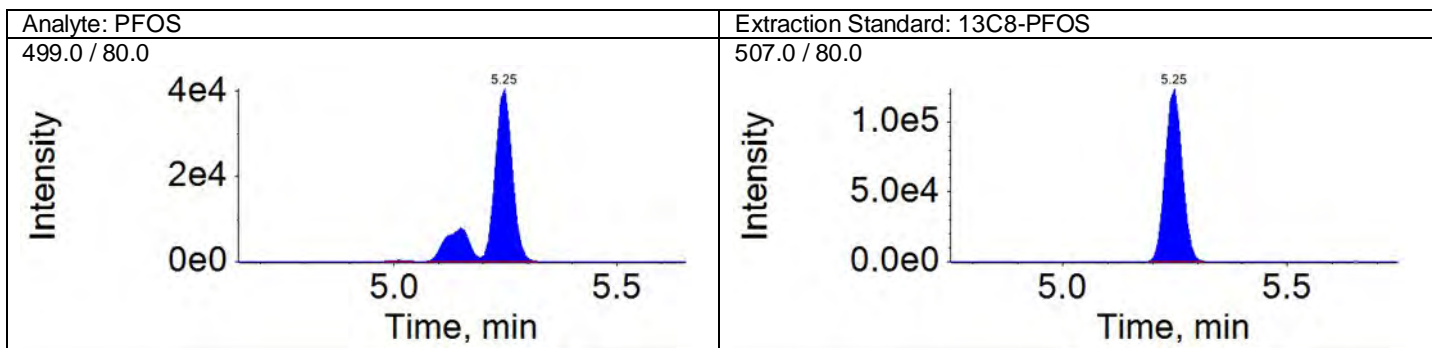 Analyte: PFOS
499.0 / 80.0
5.25
4e4
2e4
0e0
Intensity
5.0
5.5
Time, min
Extraction Standard: 13C8-PFOS
507.0 / 80.0
5.25
1.0e5
5.0e4
0.0e0
Intensity
5.0
5.5
Time, min